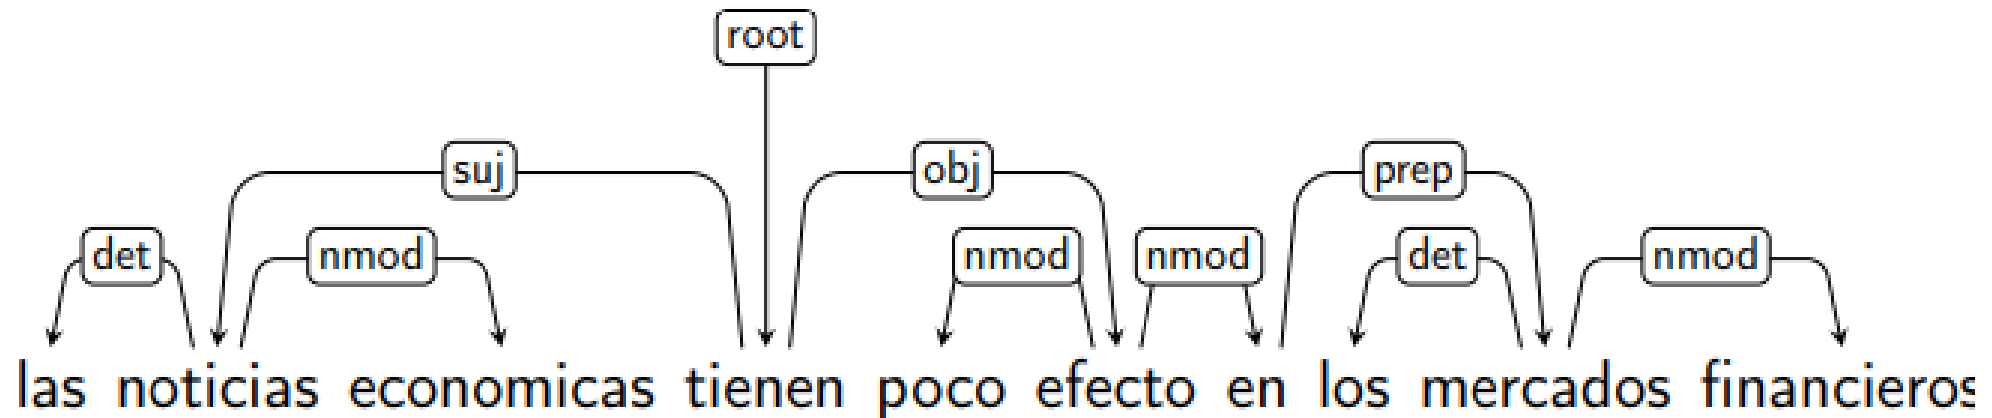 root
suj obj prep
det nmod nmod nmod det nmod
las noticias economicas tienen poco efecto en los mercados financieros